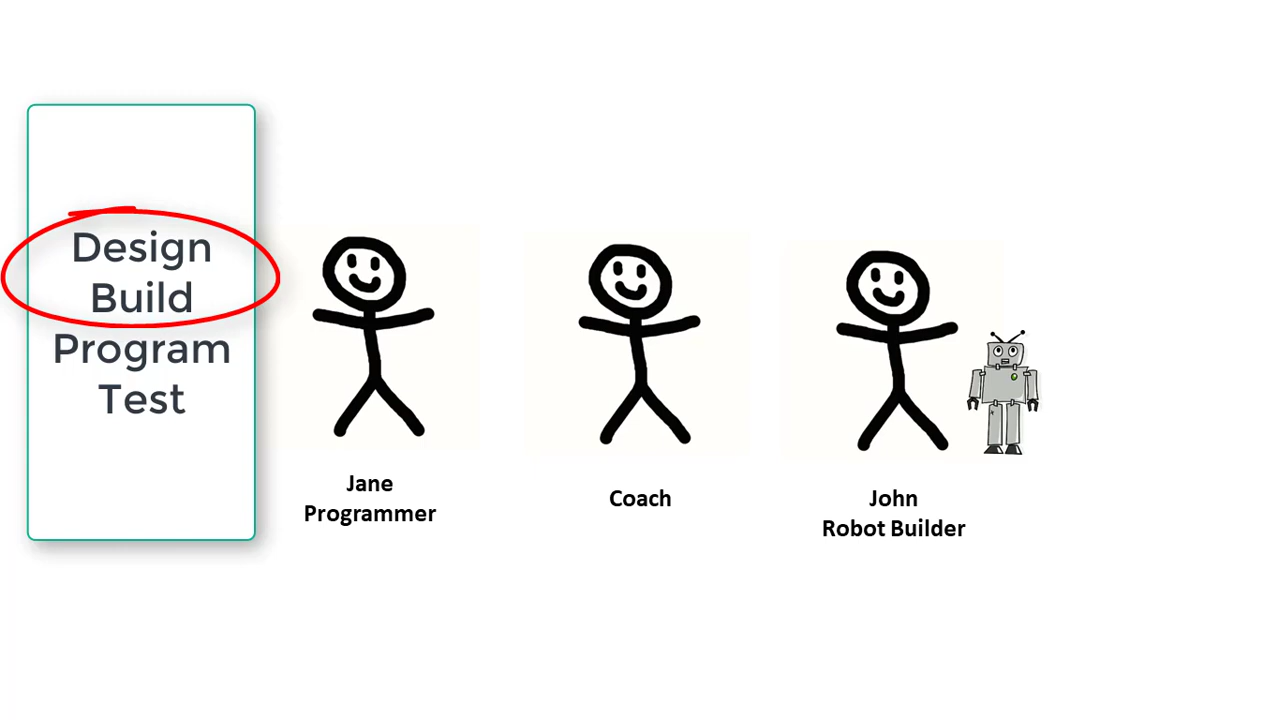 Design
Build
Program
Test
Jane
Programmer
Coach
John
Robot Builder